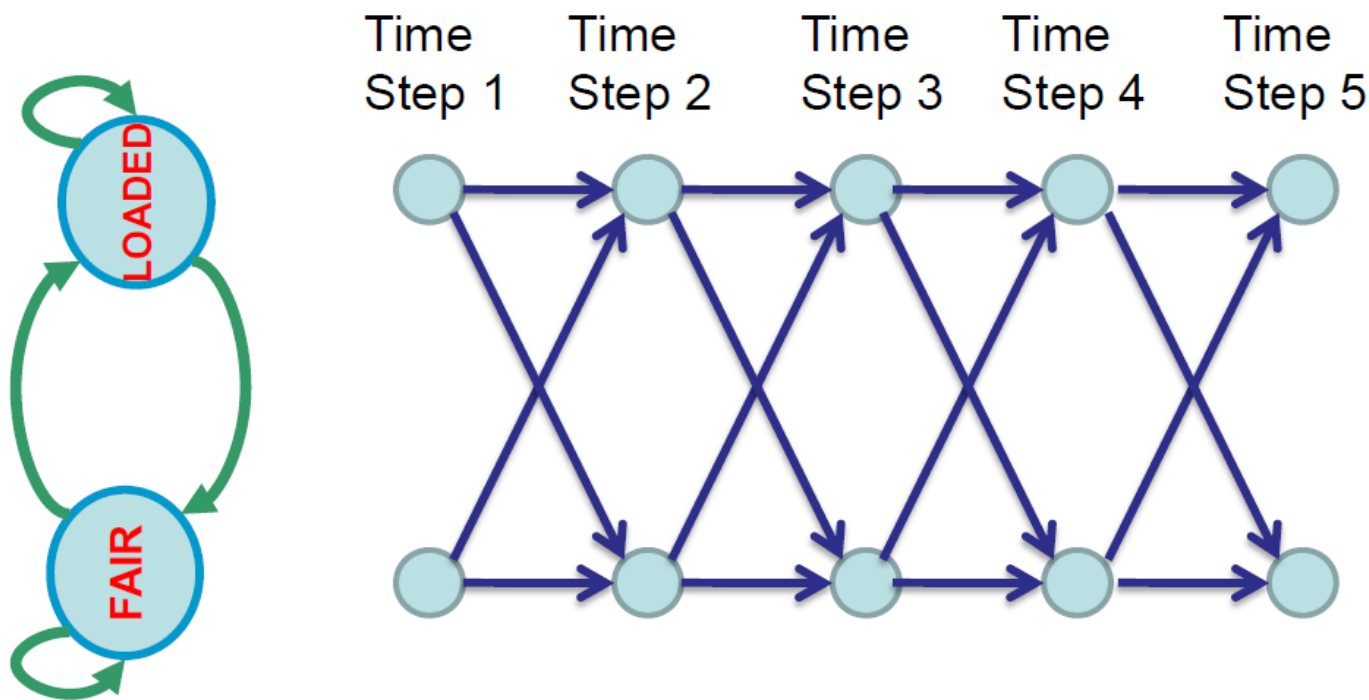 Time
Step 1
Time
Step 2
Time
Step 3
Time
Step 4
Time
Step 5
LOADED
FAIR